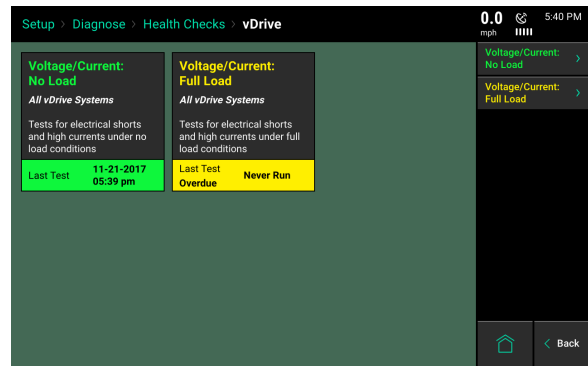 Setup > Diagnose > Health Checks > vDrive
0.0 mph
5:40 PM
Voltage/Current:
No Load
All vDrive Systems
Tests for electrical shorts
and high currents under no
load conditions
Last Test 11-21-2017
05:39 pm
Voltage/Current:
Full Load
All vDrive Systems
Tests for electrical shorts
and high currents under full
load conditions
Last Test
Overdue Never Run
Voltage/Current:
No Load >
Voltage/Current:
Full Load >
< Back